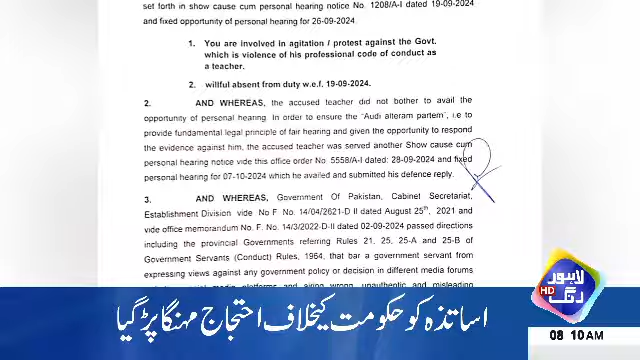 set forth in show cause cum personal hearing notice No. 1208/A-I dated 19-09-2024
and fixed opportunity of personal hearing for 26-09-2024.
1. You are involved in agitation / protest against the Govt.
which is violence of his professional code of conduct as
a teacher.
2. willful absent from duty w.e.f. 19-09-2024.
2. AND WHEREAS, the accused teacher did not bother to avail the
opportunity of personal hearing. In order to ensure the “Audi alteram partem”, i.e to
provide fundamental legal principle of fair hearing and given the opportunity to respond
the evidence against him, the accused teacher was served another Show cause cum
personal hearing notice vide this office order No. 5558/A-I dated: 28-09-2024 and fixed
personal hearing for 07-10-2024 which he availed and submitted his defence reply.
3. AND WHEREAS, Government Of Pakistan, Cabinet Secretariat,
Establishment Division vide No F No. 14/04/2621-D II dated August 25th, 2021 and
vide office memorandum No. F. No. 14/3/2022-D-II dated 02-09-2024 passed directions
including the provincial Governments referring Rules 21, 25, 25-A and 25-B of
Government Servants (Conduct) Rules, 1964, that bar a government servant from
expressing views against any government policy or decision in different media forums
media platforms and airing wrong, unauthentic and misleading
لاہور
رنگ
HD
اساتذہ کو حکومت کیخلاف احتجاج مہنگا پڑ گیا
08 10 AM